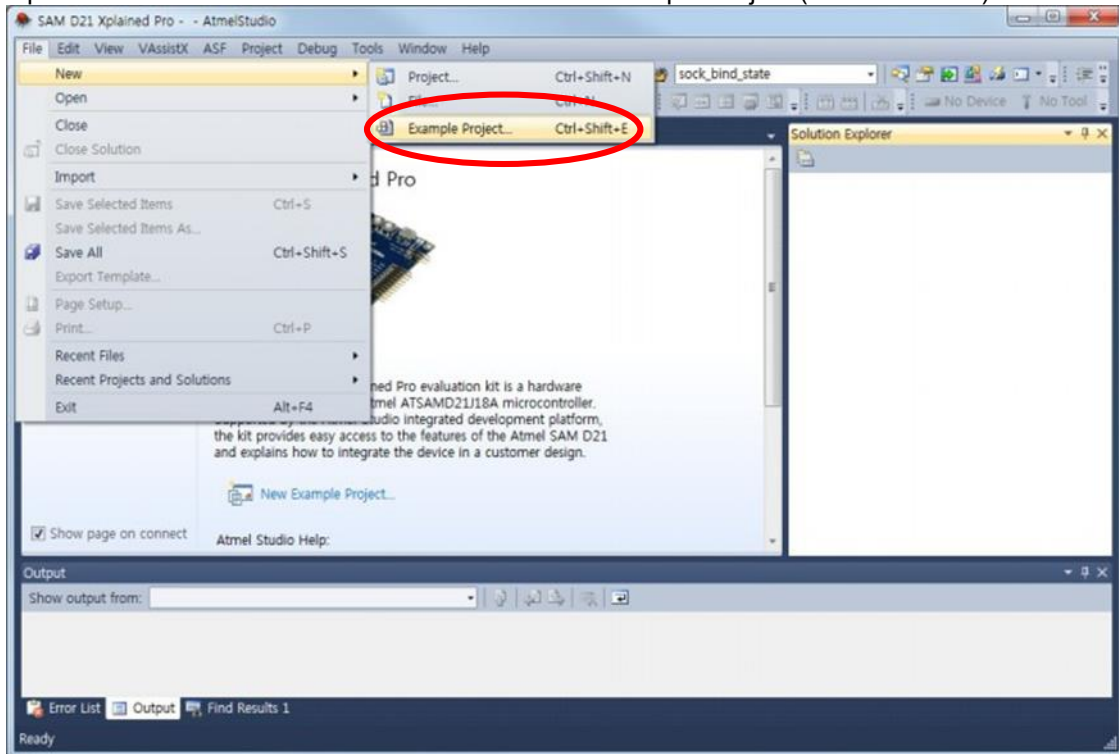 SAM D21 Xplained Pro - - AtmelStudio
File Edit View VAssistX ASF Project Debug Tools Window Help
New
Project... Ctrl+Shift+N
sock_bind_state
Open
Close
Example Project... Ctrl+Shift+E
No Device No Tool
Solution Explorer
Close Solution
Import
d Pro
Save Selected Items Ctrl+S
Save Selected Items As...
Save All Ctrl+Shift+S
Export Template...
Page Setup...
Print... Ctrl+P
Recent Files
Recent Projects and Solutions
Exit Alt+F4
ned Pro evaluation kit is a hardware
tmel ATSAMD21J18A microcontroller.
tudio integrated development platform,
the kit provides easy access to the features of the Atmel SAM D21
and explains how to integrate the device in a customer design.
New Example Project...
Show page on connect
Atmel Studio Help:
Output
Show output from:
Error List Output Find Results 1
Ready